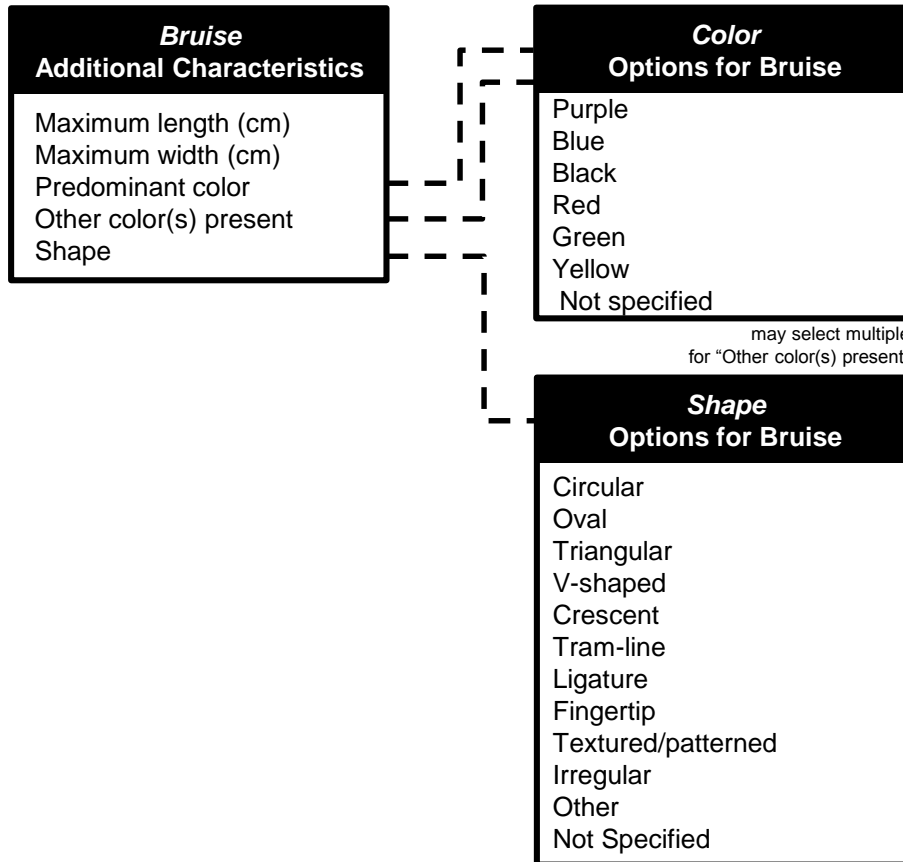 Bruise
Additional Characteristics
Maximum length (cm)
Maximum width (cm)
Predominant color
Other color(s) present
Shape
Color
Options for Bruise
Purple
Blue
Black
Red
Green
Yellow
Not specified
may select multiple
for “Other color(s) present
Shape
Options for Bruise
Circular
Oval
Triangular
V-shaped
Crescent
Tram-line
Ligature
Fingertip
Textured/patterned
Irregular
Other
Not Specified